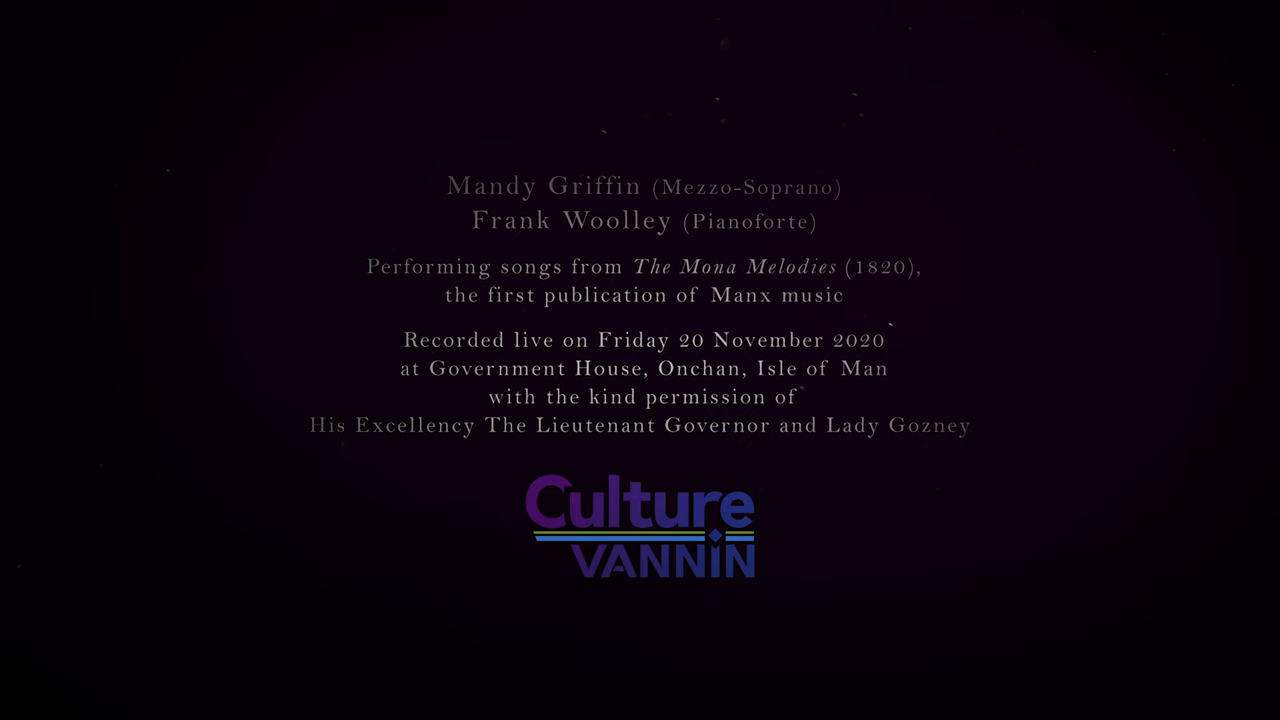 Mandy Griffin (Mezzo-Soprano)
Frank Woolley (Pianoforte)
Performing songs from The Mona Melodies (1820),
the first publication of Manx music
Recorded live on Friday 20 November 2020
at Government House, Onchan, Isle of Man
with the kind permission of
His Excellency The Lieutenant Governor and Lady Gozney
Culture
VANNIN